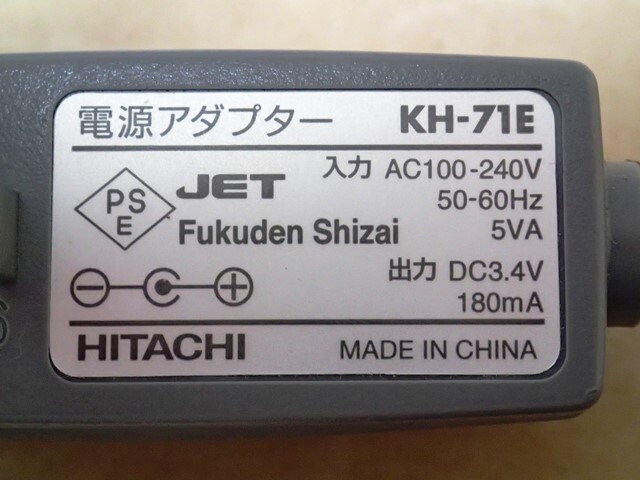 電源アダプター KH-71E
PS
E
JET
Fukuden Shizai
入力 AC100-240V
50-60Hz
5VA
出力 DC3.4V
180mA
HITACHI MADE IN CHINA